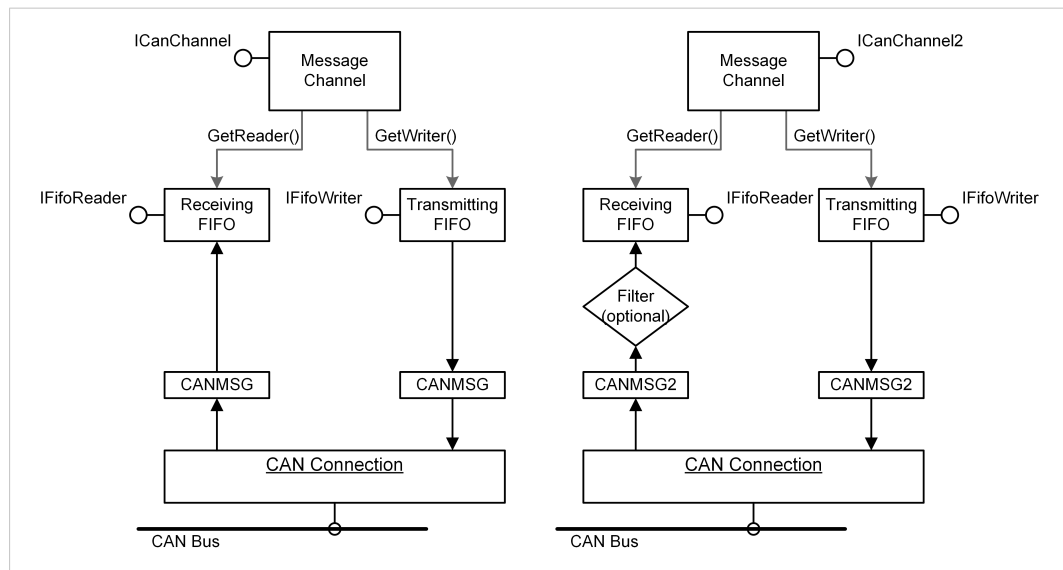 ICanChannel
Message
Channel
GetReader()
GetWriter()
IFifoReader
Receiving
FIFO
IFifoWriter
Transmitting
FIFO
CANMSG
CANMSG
CAN Connection
CAN Bus
Message
Channel
ICanChannel2
GetReader()
GetWriter()
Receiving
FIFO
IFifoReader
Transmitting
FIFO
IFifoWriter
Filter
(optional)
CANMSG2
CANMSG2
CAN Connection
CAN Bus